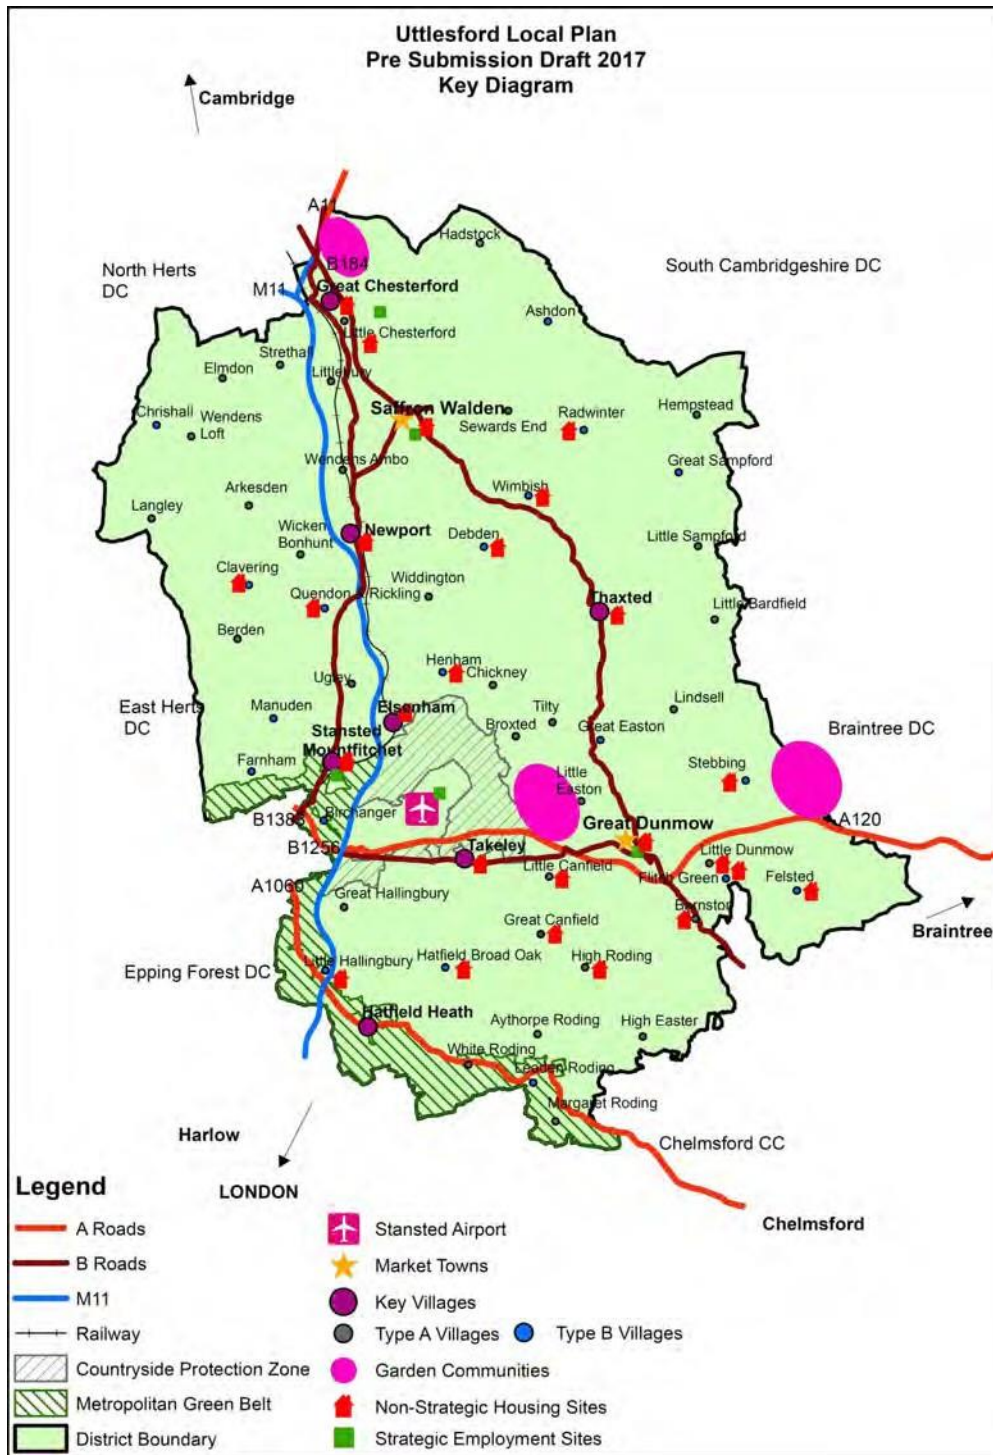 Uttlesford Local Plan
Pre Submission Draft 2017
Key Diagram
Cambridge
A11
Hadstock
North Herts
DC
B184
South Cambridgeshire DC
M11
Great Chesterford
Ashdon
Little Chesterford
Strethall
Elmdon
Littlebury
Chrishall
Wendens
Loft
Saffron Walden
Sewards End
Radwinter
Hempstead
Wendens Ambo
Great Sampford
Arkesden
Wimbish
Langley
Wicken
Bonhunt
Newport
Debden
Little Sampford
Clavering
Widdington
Quendon
Rickling
Thaxted
Little Bardfield
Berden
Henham
Chickney
Ugley
East Herts
DC
Manuden
Elsenham
Tilty
Lindsell
Broxted
Great Easton
Braintree DC
Stansted
Mountfitchet
Farnham
Stebbing
Little
Easton
B1383
Birchanger
Great Dunmow
A120
B1256
Takeley
Little Dunmow
Little Canfield
Flitch Green
Felsted
A1060
Great Hallingbury
Barnston
Great Canfield
Braintree
Epping Forest DC
Little Hallingbury
Hatfield Broad Oak
High Roding
Hatfield Heath
Aythorpe Roding
High Easter
White Roding
Leaden Roding
Margaret Roding
Harlow
Chelmsford CC
LONDON
Chelmsford
Legend
A Roads
B Roads
M11
Railway
Countryside Protection Zone
Metropolitan Green Belt
District Boundary
Stansted Airport
Market Towns
Key Villages
Type A Villages
Type B Villages
Garden Communities
Non-Strategic Housing Sites
Strategic Employment Sites